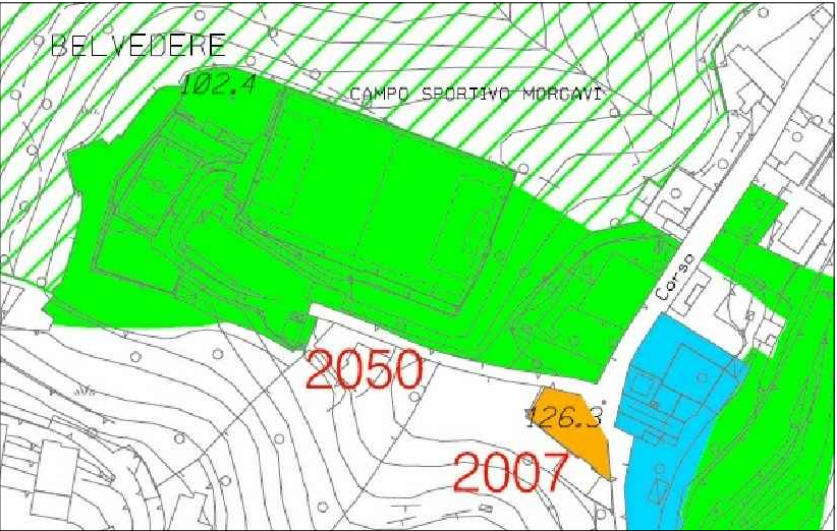 BELVEDERE
102.4
CAMPO SPORTIVO MORGAVI
Corso
2050
126.3
2007